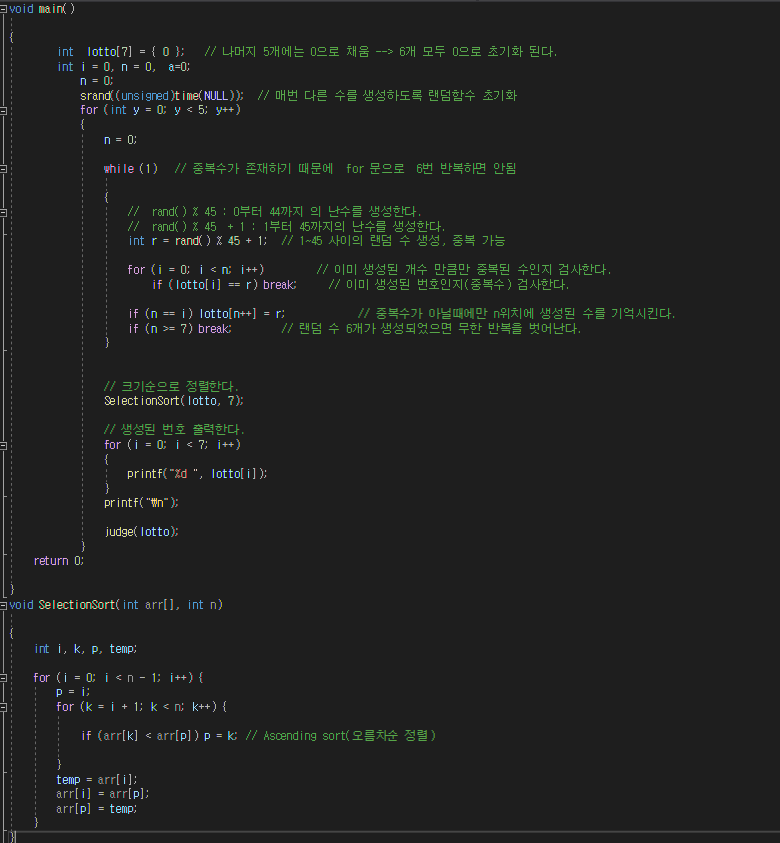 void main()
{
int lotto[7] = { 0 }; // 나머지 5개에는 0으로 채움 --> 6개 모두 0으로 초기화 된다.
int i = 0, n = 0, a=0;
n = 0;
srand((unsigned)time(NULL)); // 매번 다른 수를 생성하도록 랜덤함수 초기화
for (int y = 0; y < 5; y++)
{
n = 0;
while (1) // 중복수가 존재하기 때문에 for 문으로 6번 반복하면 안됨
{
// rand() % 45 : 0부터 44까지 의 난수를 생성한다.
// rand() % 45 + 1 : 1부터 45까지의 난수를 생성한다.
int r = rand() % 45 + 1; // 1~45 사이의 랜덤 수 생성, 중복 가능
for (i = 0; i < n; i++) // 이미 생성된 개수 만큼만 중복된 수인지 검사한다.
if (lotto[i] == r) break; // 이미 생성된 번호인지(중복수) 검사한다.
if (n == i) lotto[n++] = r; // 중복수가 아닐때에만 n위치에 생성된 수를 기억시킨다.
if (n >= 7) break; // 랜덤 수 6개가 생성되었으면 무한 반복을 벗어난다.
}
// 크기순으로 정렬한다.
SelectionSort(lotto, 7);
// 생성된 번호 출력한다.
for (i = 0; i < 7; i++)
{
printf("%d ", lotto[i]);
}
printf("₩n");
judge(lotto);
}
return 0;
}
void SelectionSort(int arr[], int n)
{
int i, k, p, temp;
for (i = 0; i < n - 1; i++) {
p = i;
for (k = i + 1; k < n; k++) {
if (arr[k] < arr[p]) p = k; // Ascending sort(오름차순 정렬)
}
temp = arr[i];
arr[i] = arr[p];
arr[p] = temp;
}
}